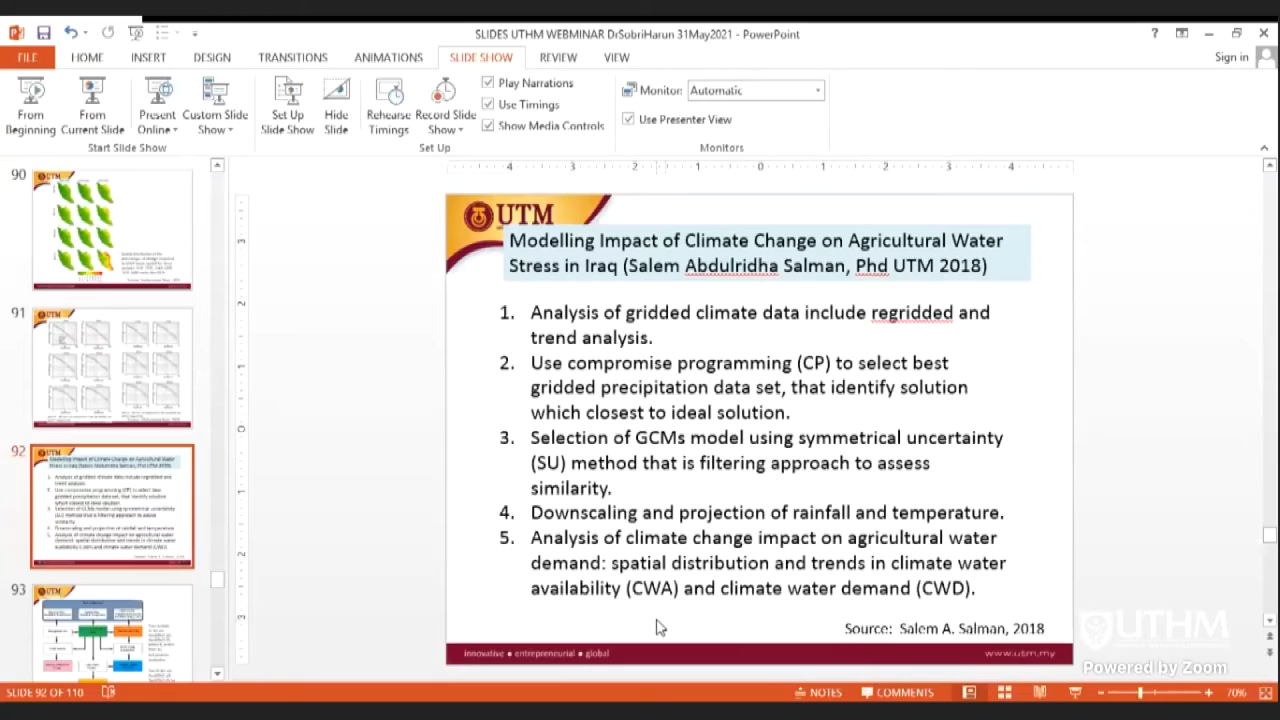 SLIDES UTHM WEBMINAR DrSobriHarun 31May2021 - PowerPoint
FILE HOME INSERT DESIGN TRANSITIONS ANIMATIONS SLIDE SHOW REVIEW VIEW Sign in
From Beginning
From Current Slide
Present Online
Custom Slide Show
Start Slide Show
Set Up Slide Show
Hide Slide
Rehearse Timings
Record Slide Show
Play Narrations
Use Timings
Show Media Controls
Set Up
Monitor: Automatic
Use Presenter View
Monitors
90
91
92
93
UTM
Modelling Impact of Climate Change on Agricultural Water
Stress in Iraq (Salem Abdulridha Salman, Phd UTM 2018)
1. Analysis of gridded climate data include regridded and
trend analysis.
2. Use compromise programming (CP) to select best
gridded precipitation data set, that identify solution
which closest to ideal solution.
3. Selection of GCMs model using symmetrical uncertainty
(SU) method that is filtering approach to assess
similarity.
4. Downscaling and projection of rainfall and temperature.
5. Analysis of climate change impact on agricultural water
demand: spatial distribution and trends in climate water
availability (CWA) and climate water demand (CWD).
Source: Salem A. Salman, 2018
innovative ● entrepreneurial ● global
www.utm.my
UTHM
Powered by Zoom
SLIDE 92 OF 110
NOTES COMMENTS 70%